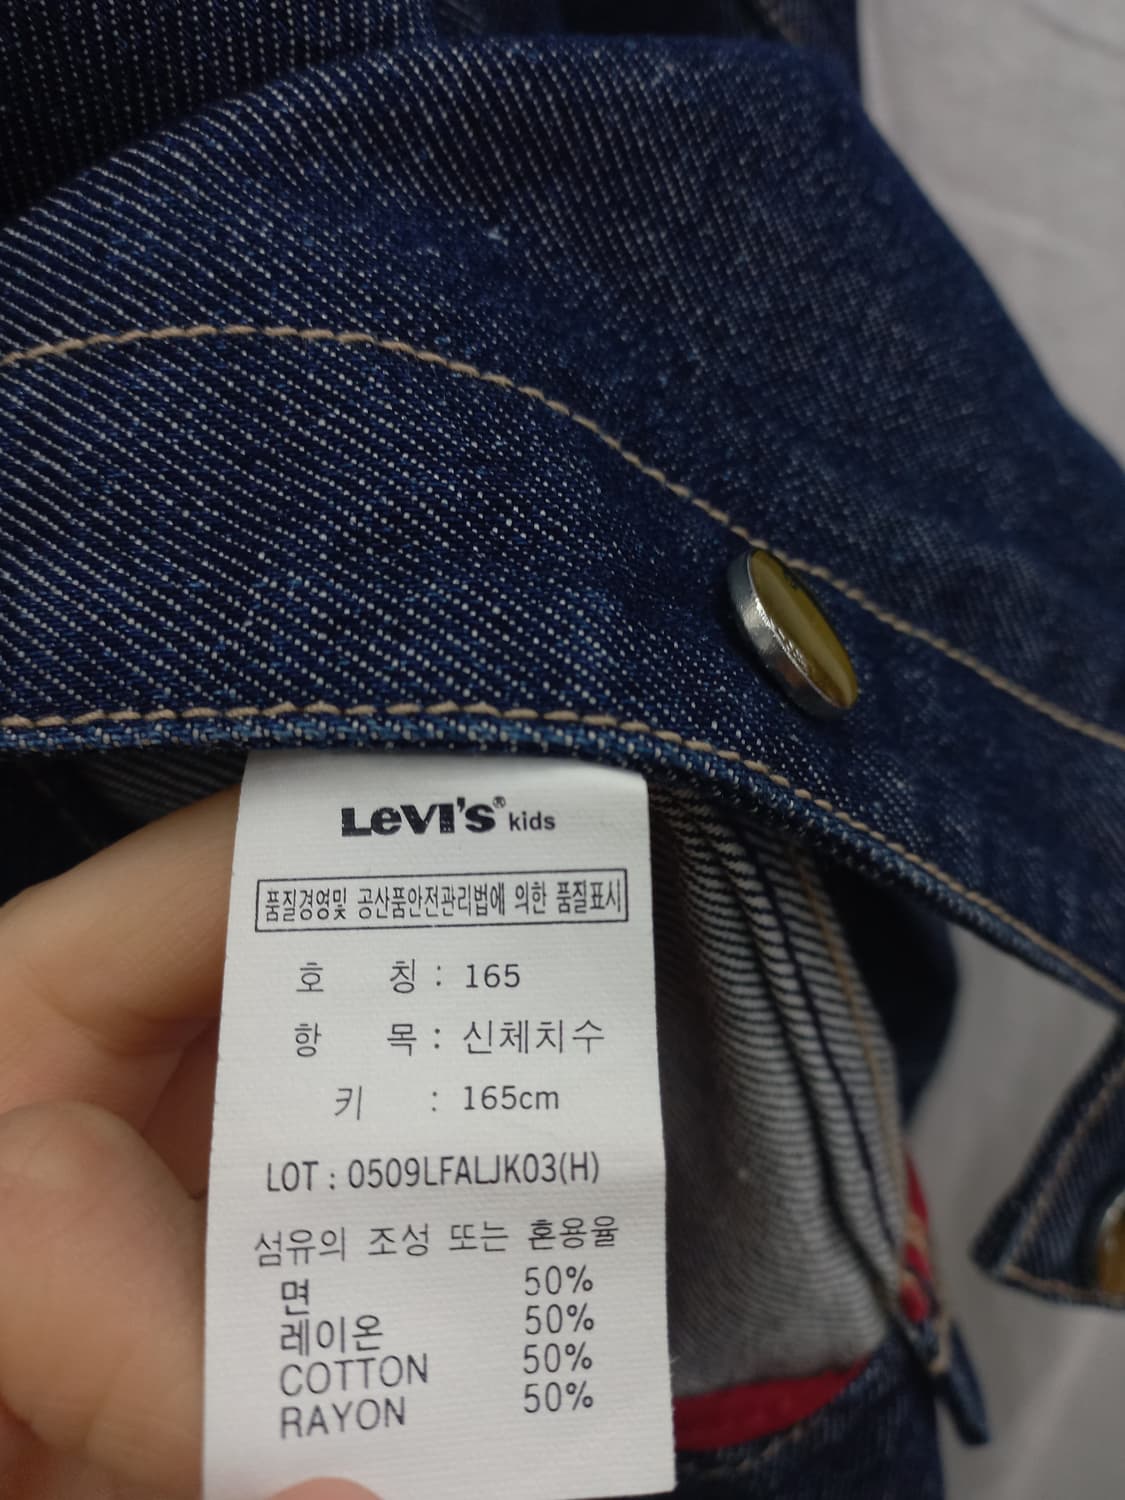 LeVI'S® kids
품질경영및 공산품안전관리법에 의한 품질표시
호 칭 : 165
항 목 : 신체치수
키 : 165cm
LOT : 0509LFALJK03(H)
섬유의 조성 또는 혼용율
면 50%
레이온 50%
COTTON 50%
RAYON 50%